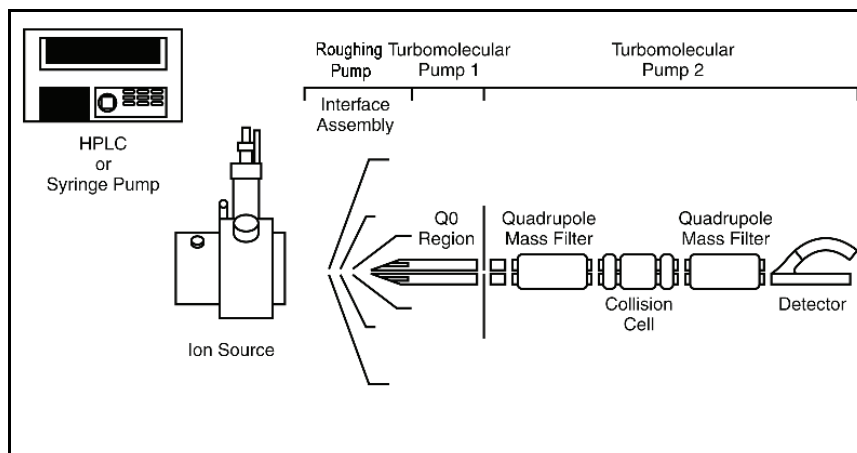 Roughing
Pump
Turbomolecular
Pump 1
Turbomolecular
Pump 2
Interface
Assembly
HPLC
or
Syringe Pump
Q0
Region
Quadrupole
Mass Filter
Quadrupole
Mass Filter
Collision
Cell
Detector
Ion Source